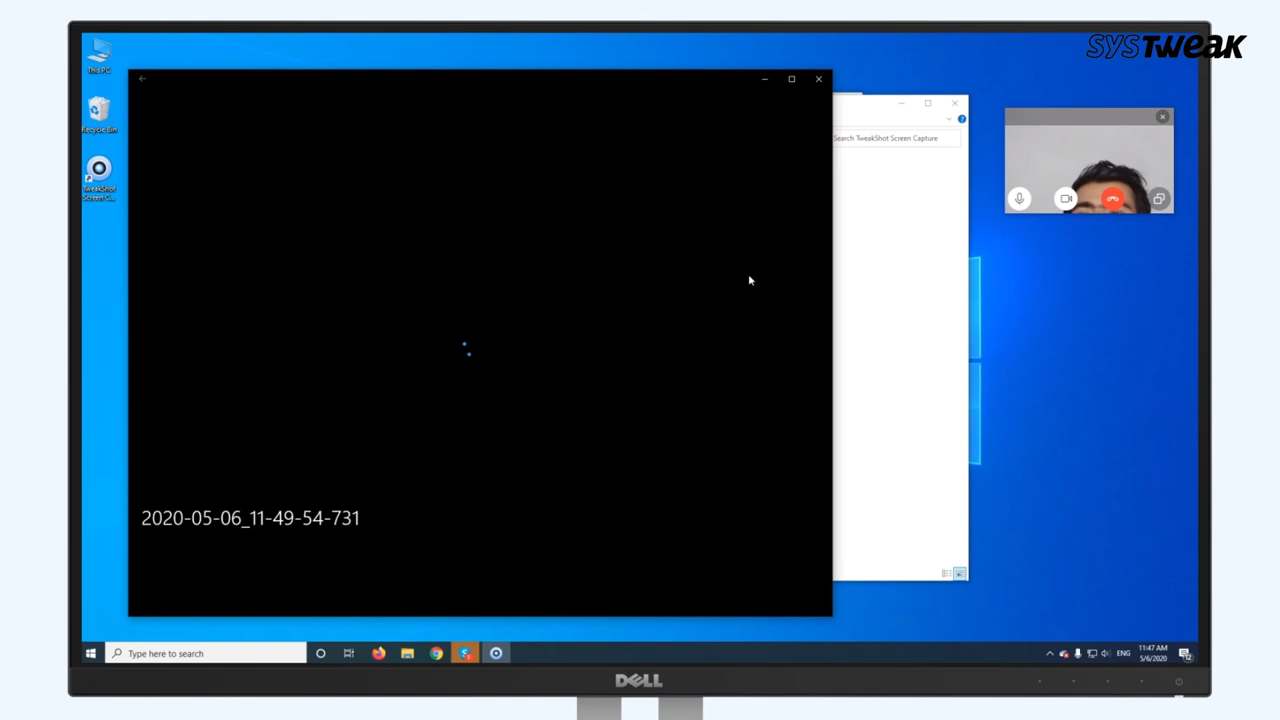 SYSTweak
This PC
Recycle Bin
TweakShot
Screen C...
Search TweakShot Screen Capture
2020-05-06_11-49-54-731
Type here to search
ENG
11:47 AM
5/6/2020
DELL